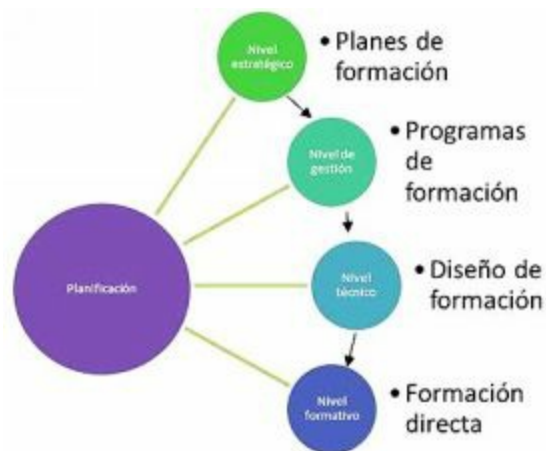 Nivel
estratégico
• Planes de
formación
Nivel de
gestión
• Programas
de
formación
Planificación
Nivel
técnico
• Diseño de
formación
Nivel
formativo
• Formación
directa